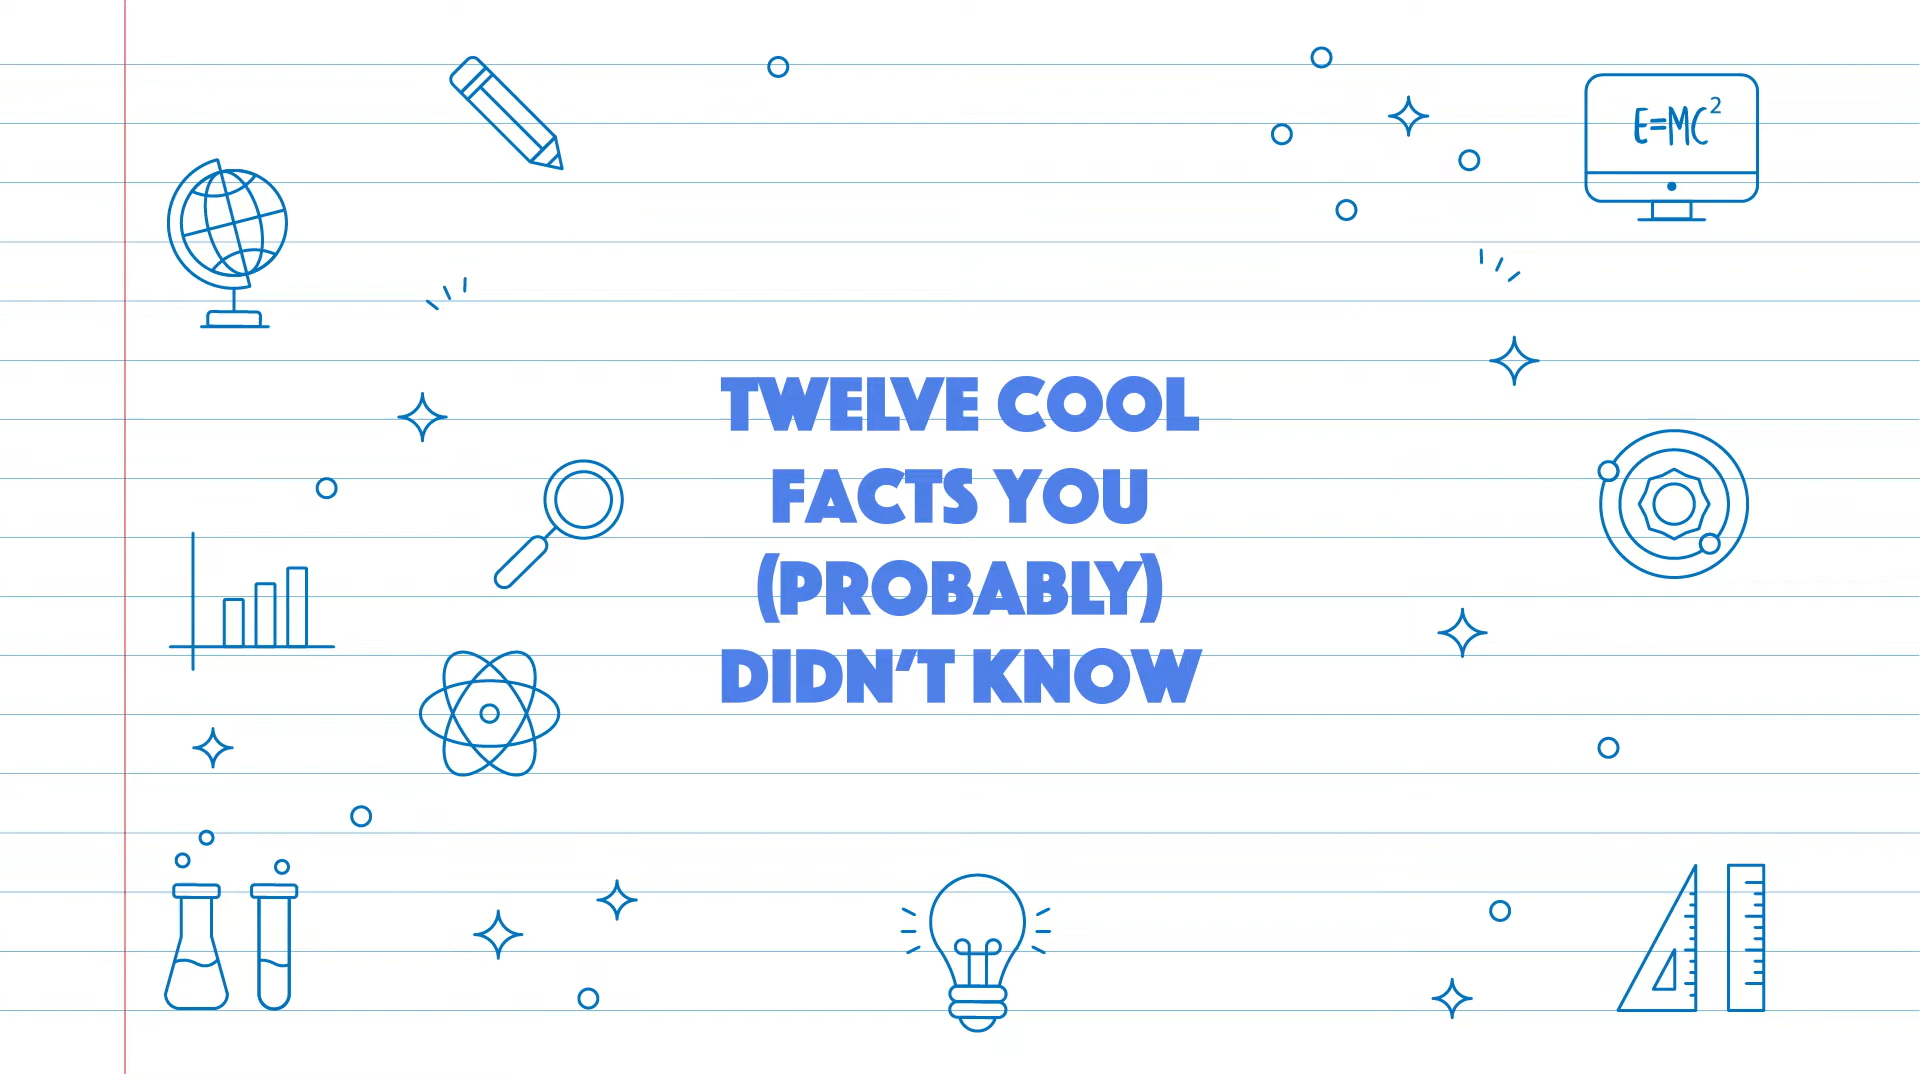 E=MC²
TWELVE COOL
FACTS YOU
(PROBABLY)
DIDN'T KNOW